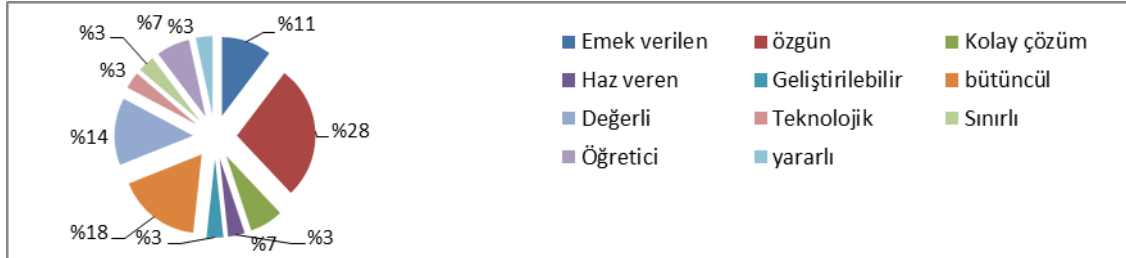 %11
%28
%3
%7
%3
%18
%14
%3
%3
%7
%3
Emek verilen
özgün
Kolay çözüm
Haz veren
Geliştirilebilir
bütüncül
Değerli
Teknolojik
Sınırlı
Öğretici
yararlı